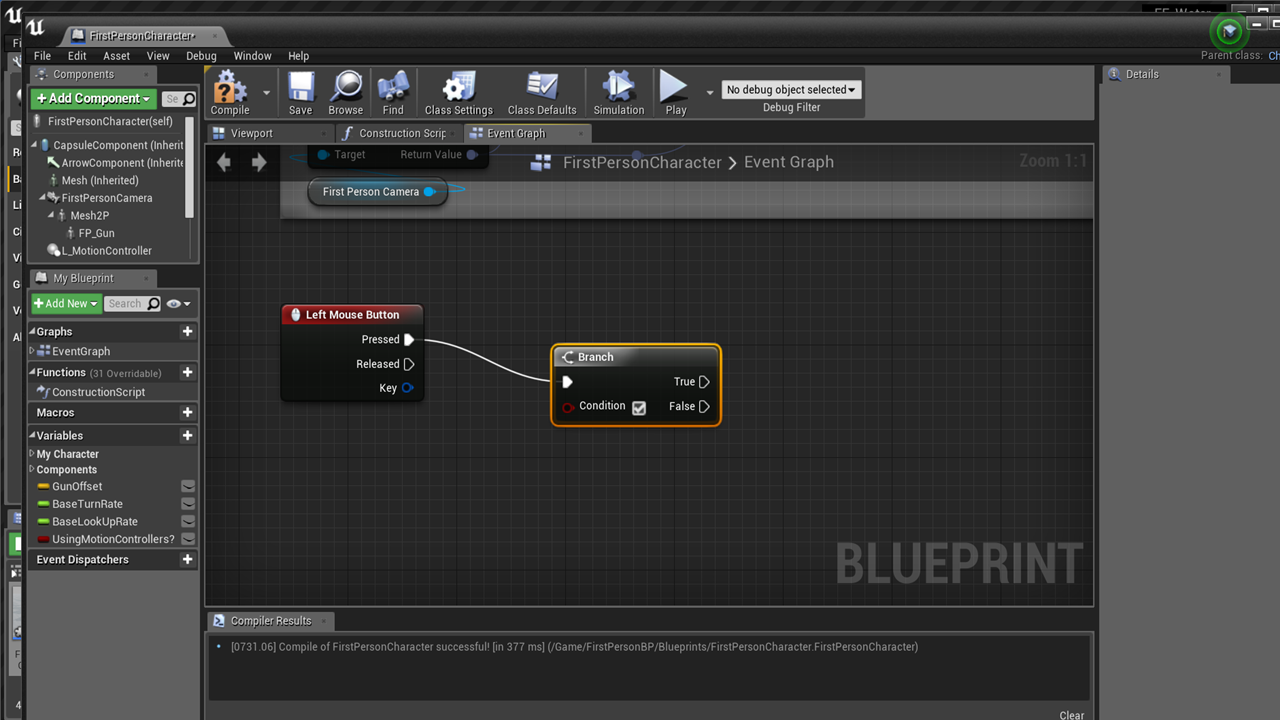 FirstPersonCharacter*
File Edit Asset View Debug Window Help
Parent class:
Components
+ Add Component
Se
FirstPersonCharacter(self)
CapsuleComponent (Inherit
ArrowComponent (Inherite
Mesh (Inherited)
FirstPersonCamera
Mesh2P
FP_Gun
L_MotionController
My Blueprint
+ Add New
Search
Graphs
EventGraph
Functions (31 Overridable)
ConstructionScript
Macros
Variables
My Character
Components
GunOffset
BaseTurnRate
BaseLookUpRate
UsingMotionControllers?
Event Dispatchers
Compile Save Browse Find Class Settings Class Defaults Simulation Play
No debug object selected
Debug Filter
Viewport Construction Scrip Event Graph
FirstPersonCharacter > Event Graph
Zoom 1:1
Target Return Value
First Person Camera
Left Mouse Button
Pressed
Released
Key
Branch
True
Condition False
BLUEPRINT
Compiler Results
• [0731.06] Compile of FirstPersonCharacter successful! [in 377 ms] (/Game/FirstPersonBP/Blueprints/FirstPersonCharacter.FirstPersonCharacter)
Clear
Details